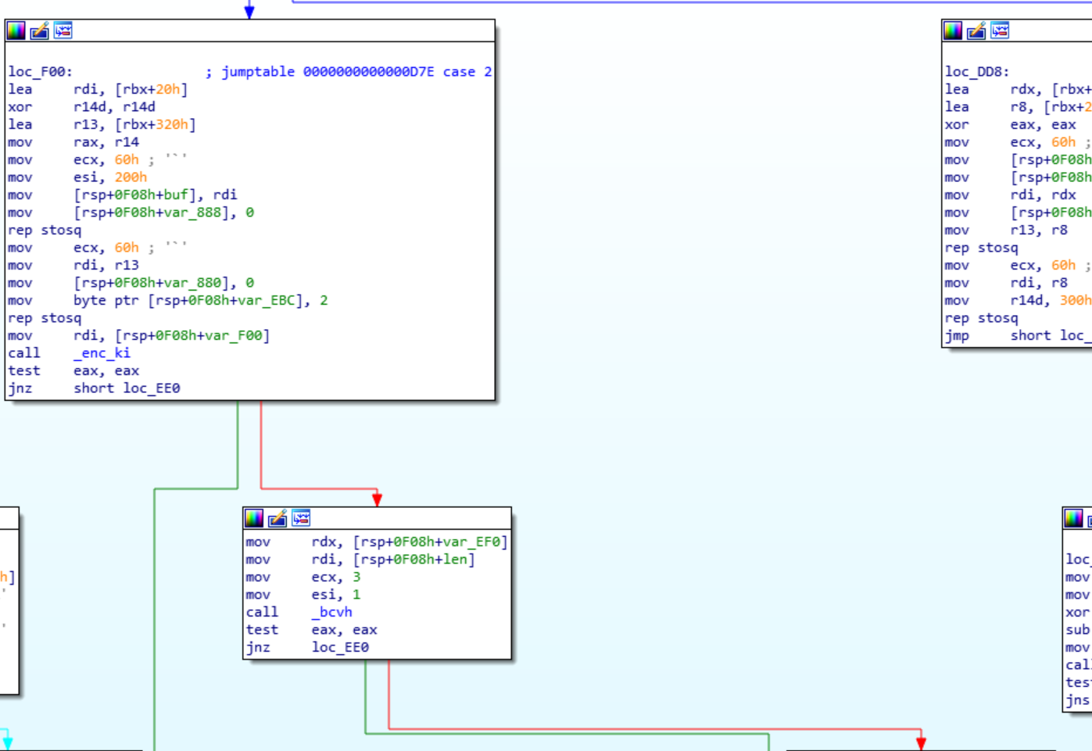 loc_F00: ; jumptable 0000000000000D7E case 2
lea rdi, [rbx+20h]
xor r14d, r14d
lea r13, [rbx+320h]
mov rax, r14
mov ecx, 60h ; '`'
mov esi, 200h
mov [rsp+0F08h+buf], rdi
mov [rsp+0F08h+var_888], 0
rep stosq
mov ecx, 60h ; '`'
mov rdi, r13
mov [rsp+0F08h+var_880], 0
mov byte ptr [rsp+0F08h+var_EBC], 2
rep stosq
mov rdi, [rsp+0F08h+var_F00]
call _enc_ki
test eax, eax
jnz short loc_EE0
loc_DD8:
lea rdx, [rbx+
lea r8, [rbx+2
xor eax, eax
mov ecx, 60h ;
mov [rsp+0F08h
mov [rsp+0F08h
mov rdi, rdx
mov [rsp+0F08h
mov r13, r8
rep stosq
mov ecx, 60h ;
mov rdi, r8
mov r14d, 300h
rep stosq
jmp short loc_
h]
'
'
mov rdx, [rsp+0F08h+var_EF0]
mov rdi, [rsp+0F08h+len]
mov ecx, 3
mov esi, 1
call _bcvh
test eax, eax
jnz loc_EE0
loc_
mov
mov
xor
sub
mov
cal
tes
jns